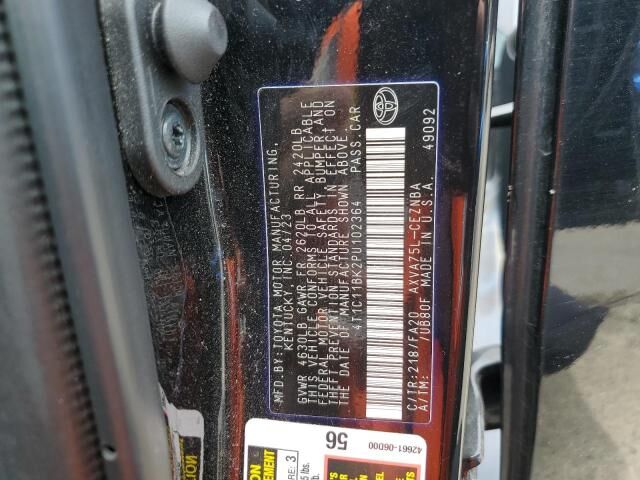 MFD.BY:TOYOTA MOTOR MANUFACTURING,
KENTUCKY, INC. 04/23
GVWR 4630LB GAWR FR 2620LB RR 2420LB
THIS VEHICLE CONFORMS TO ALL APPLICABLE
FEDERAL MOTOR VEHICLE SAFETY, BUMPER AND
THEFT PREVENTION STANDARDS IN EFFECT ON
THE DATE OF MANUFACTURE SHOWN ABOVE.
4T1C11BK2PU102364 PASS.CAR
C/TR:218/FA20 AXVA75L-CEZNBA
A/TM: /UB80F MADE IN U.S.A. 49092
56
42661-06D00